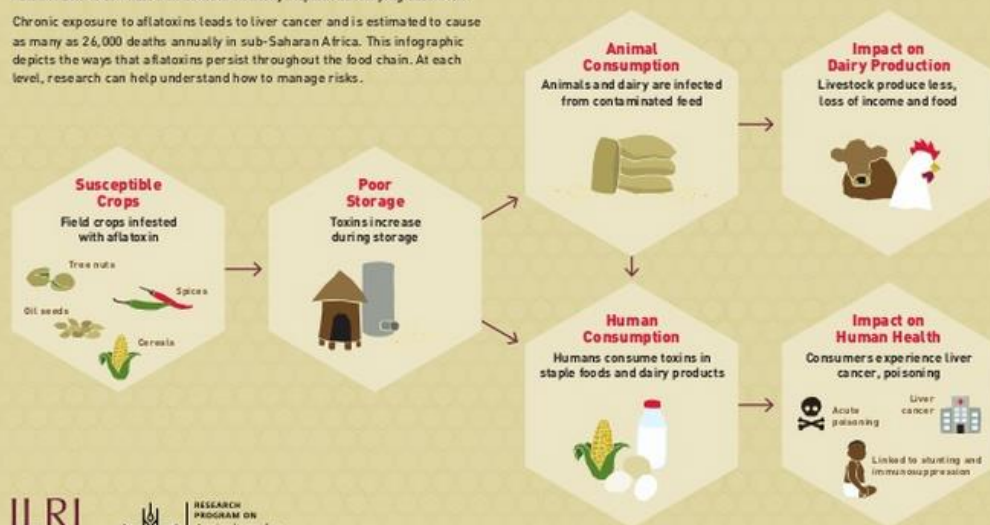 Chronic exposure to aflatoxins leads to liver cancer and is estimated to cause
as many as 26,000 deaths annually in sub-Saharan Africa. This infographic
depicts the ways that aflatoxins persist throughout the food chain. At each
level, research can help understand how to manage risks.
Susceptible
Crops
Field crops infested
with aflatoxin
Tree nuts
Spices
Oil seeds
Cereals
Poor
Storage
Toxins increase
during storage
Animal
Consumption
Animals and dairy are infected
from contaminated feed
Impact on
Dairy Production
Livestock produce less,
loss of income and food
Human
Consumption
Humans consume toxins in
staple foods and dairy products
Impact on
Human Health
Consumers experience liver
cancer, poisoning
Acute
poisoning
Liver
cancer
Linked to stunting and
immunosuppression
ILRI
RESEARCH
PROGRAM ON